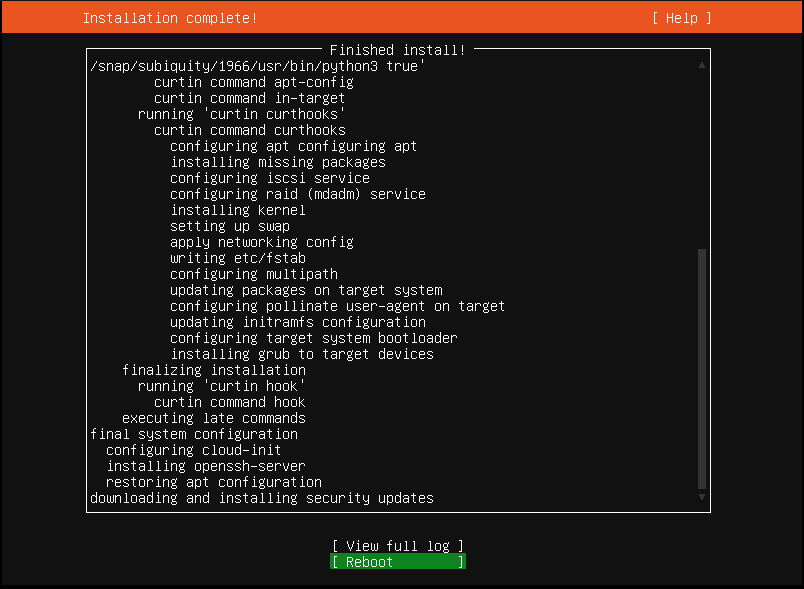 Installation complete! [ Help ]
Finished install!
/snap/subiquity/1966/usr/bin/python3 true'
curtin command apt-config
curtin command in-target
running 'curtin curthooks'
curtin command curthooks
configuring apt configuring apt
installing missing packages
configuring iscsi service
configuring raid (mdadm) service
installing kernel
setting up swap
apply networking config
writing etc/fstab
configuring multipath
updating packages on target system
configuring pollinate user-agent on target
updating initramfs configuration
configuring target system bootloader
installing grub to target devices
finalizing installation
running 'curtin hook'
curtin command hook
executing late commands
final system configuration
configuring cloud-init
installing openssh-server
restoring apt configuration
downloading and installing security updates
[ View full log ]
[ Reboot ]